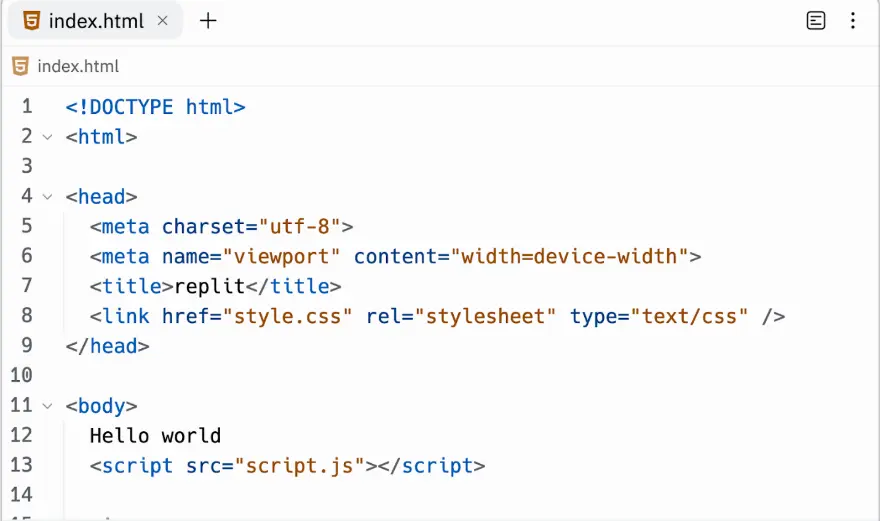 index.html
index.html
1 <!DOCTYPE html>
2 <html>
3
4 <head>
5   <meta charset="utf-8">
6   <meta name="viewport" content="width=device-width">
7   <title>replit</title>
8   <link href="style.css" rel="stylesheet" type="text/css" />
9 </head>
10
11 <body>
12   Hello world
13   <script src="script.js"></script>
14